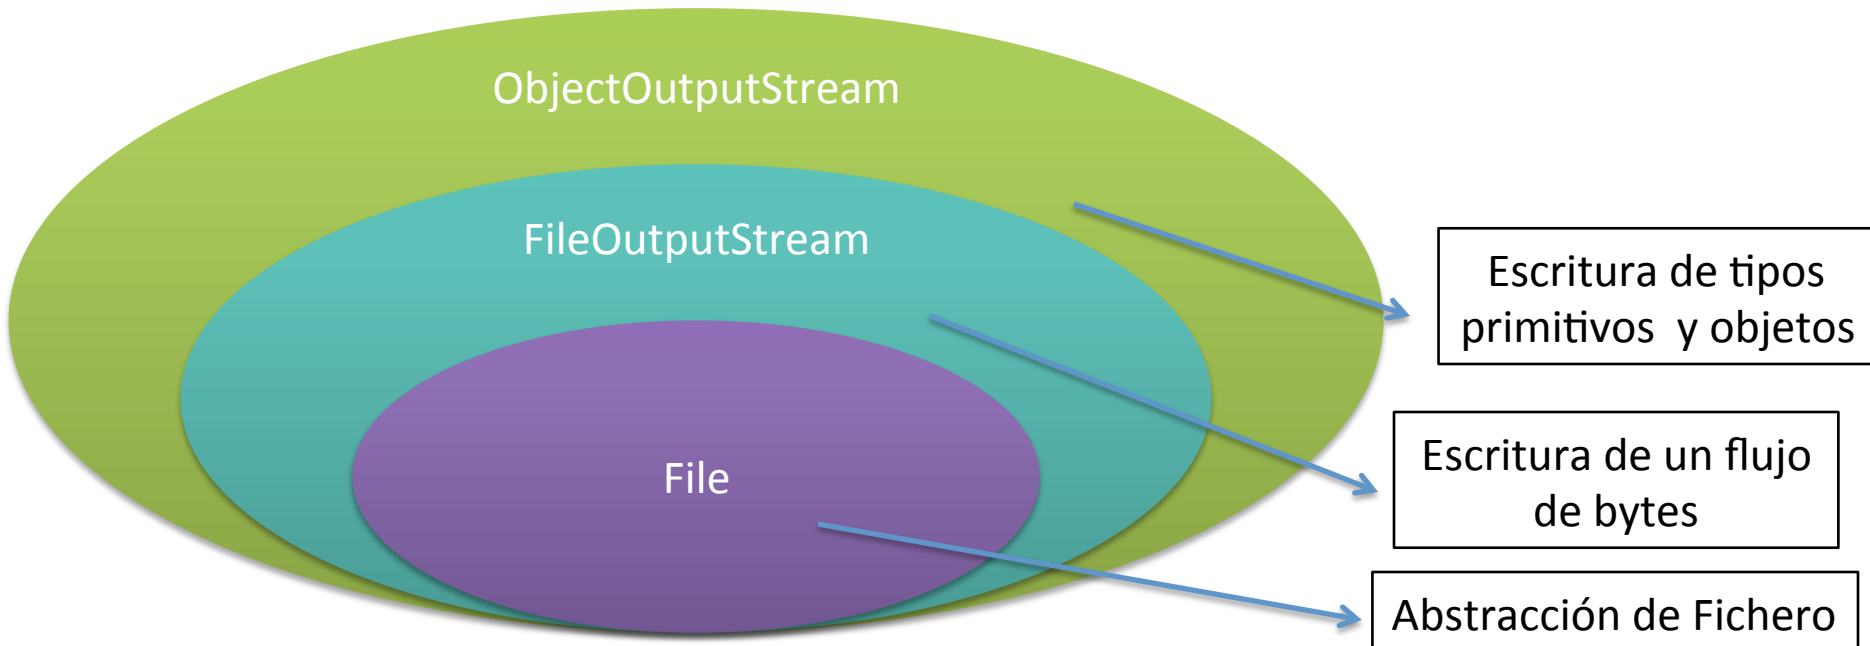 ObjectOutputStream
FileOutputStream
Escritura de tipos
primitivos y objetos
File
Escritura de un flujo
de bytes
Abstracción de Fichero